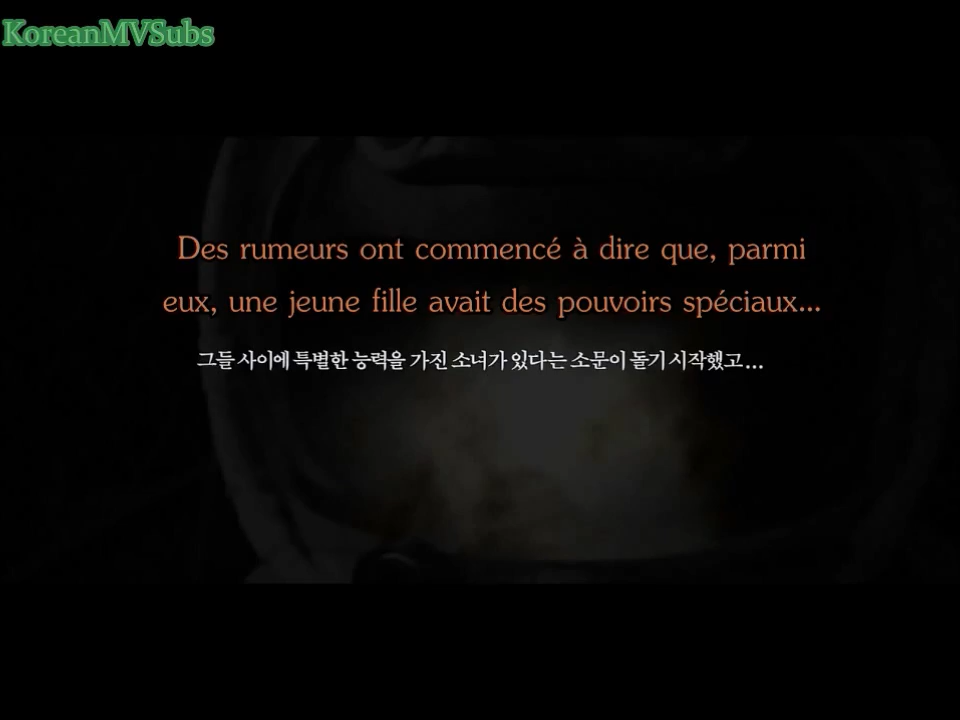 KoreanMVSubs
Des rumeurs ont commencé à dire que, parmi
eux, une jeune fille avait des pouvoirs spéciaux...
그들 사이에 특별한 능력을 가진 소녀가 있다는 소문이 돌기 시작했고...